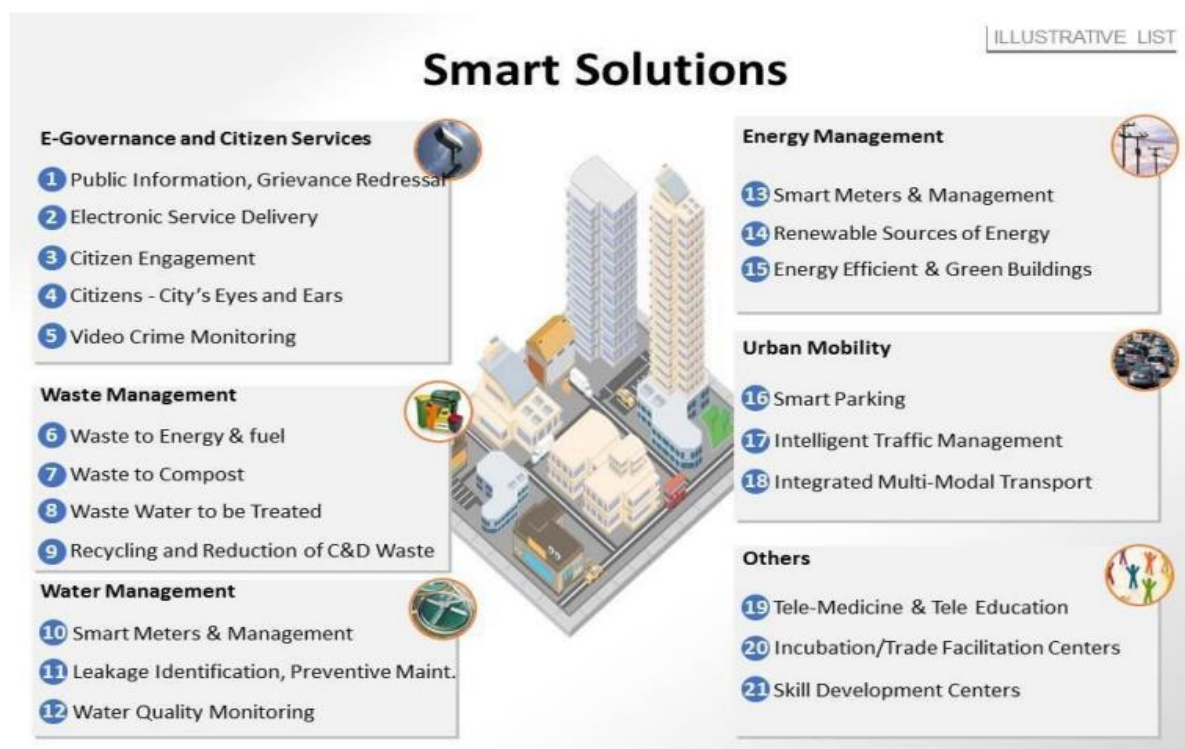 ILLUSTRATIVE LIST
Smart Solutions
E-Governance and Citizen Services
1 Public Information, Grievance Redressal
2 Electronic Service Delivery
3 Citizen Engagement
4 Citizens - City's Eyes and Ears
5 Video Crime Monitoring
Waste Management
6 Waste to Energy & fuel
7 Waste to Compost
8 Waste Water to be Treated
9 Recycling and Reduction of C&D Waste
Water Management
10 Smart Meters & Management
11 Leakage Identification, Preventive Maint.
12 Water Quality Monitoring
Energy Management
13 Smart Meters & Management
14 Renewable Sources of Energy
15 Energy Efficient & Green Buildings
Urban Mobility
16 Smart Parking
17 Intelligent Traffic Management
18 Integrated Multi-Modal Transport
Others
19 Tele-Medicine & Tele Education
20 Incubation/Trade Facilitation Centers
21 Skill Development Centers